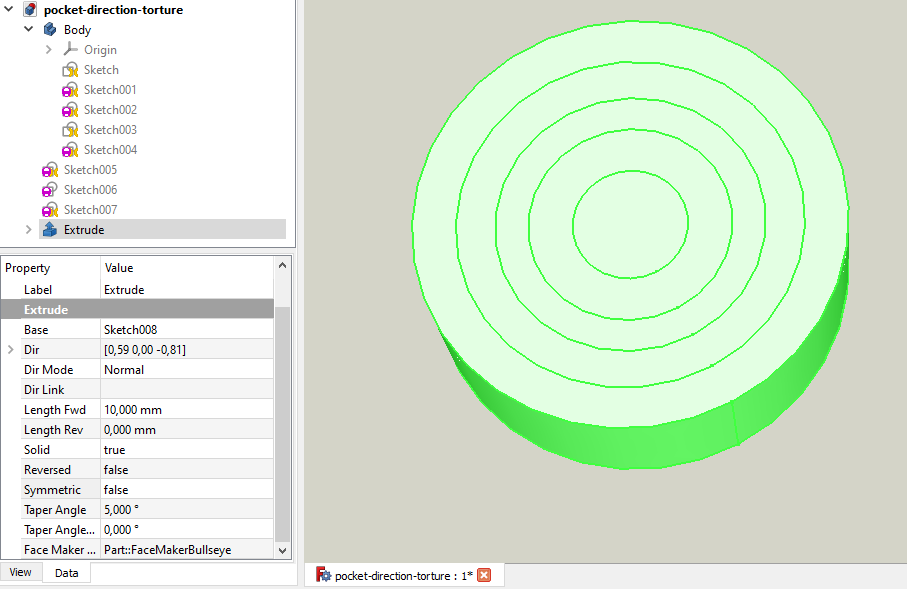 pocket-direction-torture
Body
Origin
Sketch
Sketch001
Sketch002
Sketch003
Sketch004
Sketch005
Sketch006
Sketch007
Extrude
Property Value
Label Extrude
Extrude
Base Sketch008
Dir [0,59 0,00 -0,81]
Dir Mode Normal
Dir Link
Length Fwd 10,000 mm
Length Rev 0,000 mm
Solid true
Reversed false
Symmetric false
Taper Angle 5,000 °
Taper Angle... 0,000 °
Face Maker ... Part::FaceMakerBullseye
View Data
pocket-direction-torture : 1*